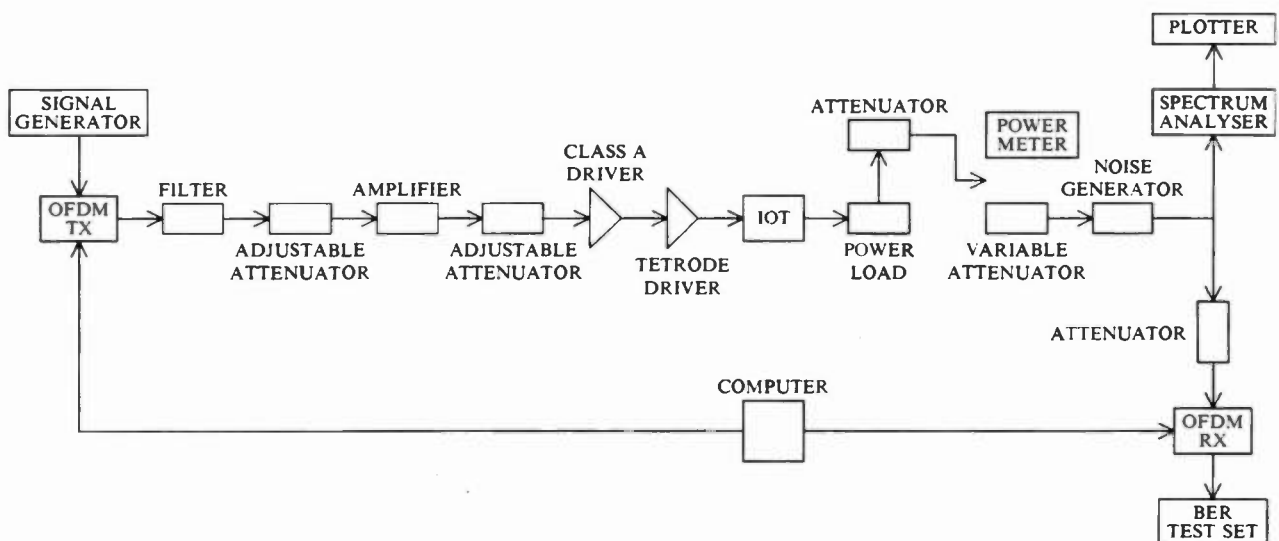 PLOTTER
SIGNAL
GENERATOR
ATTENUATOR
POWER
METER
SPECTRUM
ANALYSER
CLASS A
DRIVER
NOISE
GENERATOR
FILTER
AMPLIFIER
OFDM
TX
IOT
ADJUSTABLE
ATTENUATOR
ADJUSTABLE
ATTENUATOR
TETRODE
DRIVER
POWER
LOAD
VARIABLE
ATTENUATOR
ATTENUATOR
COMPUTER
OFDM
RX
BER
TEST SET